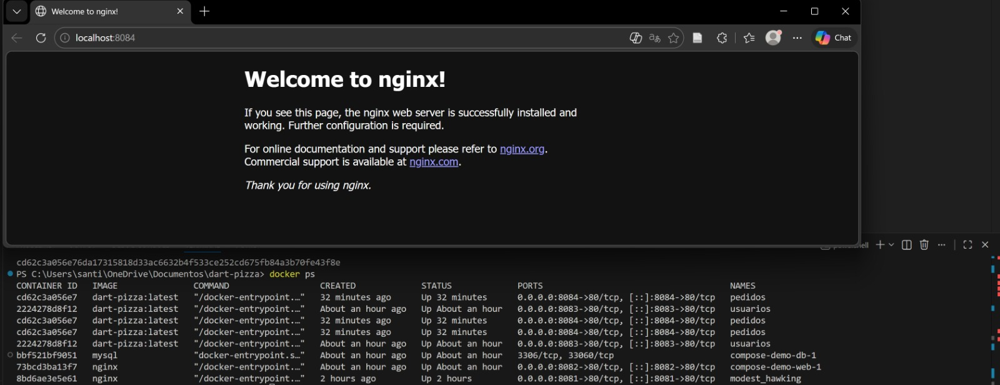 Welcome to nginx!
localhost:8084
Chat
Welcome to nginx!
If you see this page, the nginx web server is successfully installed and
working. Further configuration is required.
For online documentation and support please refer to nginx.org.
Commercial support is available at nginx.com.
Thank you for using nginx.
cd62c3a056e76da17315818d33ac6632b4f533ce252cd675fb84a3b70fe43f8e
PS C:\Users\santi\OneDrive\Documentos\dart-pizza> docker ps
CONTAINER ID IMAGE COMMAND CREATED STATUS PORTS NAMES
cd62c3a056e7 dart-pizza:latest "/docker-entrypoint.…" 32 minutes ago Up 32 minutes 0.0.0.0:8084->80/tcp, [::]:8084->80/tcp pedidos
2224278d8f12 dart-pizza:latest "/docker-entrypoint.…" About an hour ago Up About an hour 0.0.0.0:8083->80/tcp, [::]:8083->80/tcp usuarios
cd62c3a056e7 dart-pizza:latest "/docker-entrypoint.…" 32 minutes ago Up 32 minutes 0.0.0.0:8084->80/tcp, [::]:8084->80/tcp pedidos
cd62c3a056e7 dart-pizza:latest "/docker-entrypoint.…" 32 minutes ago Up 32 minutes 0.0.0.0:8084->80/tcp, [::]:8084->80/tcp pedidos
2224278d8f12 dart-pizza:latest "/docker-entrypoint.…" About an hour ago Up About an hour 0.0.0.0:8083->80/tcp, [::]:8083->80/tcp usuarios
bbf521bf9051 mysql "docker-entrypoint.s…" About an hour ago Up About an hour 3306/tcp, 33060/tcp compose-demo-db-1
73bcd3ba13f7 nginx "/docker-entrypoint.…" About an hour ago Up About an hour 0.0.0.0:8082->80/tcp, [::]:8082->80/tcp compose-demo-web-1
8bd6ae3e5e61 nginx "/docker-entrypoint.…" 2 hours ago Up 2 hours 0.0.0.0:8081->80/tcp, [::]:8081->80/tcp modest_hawking